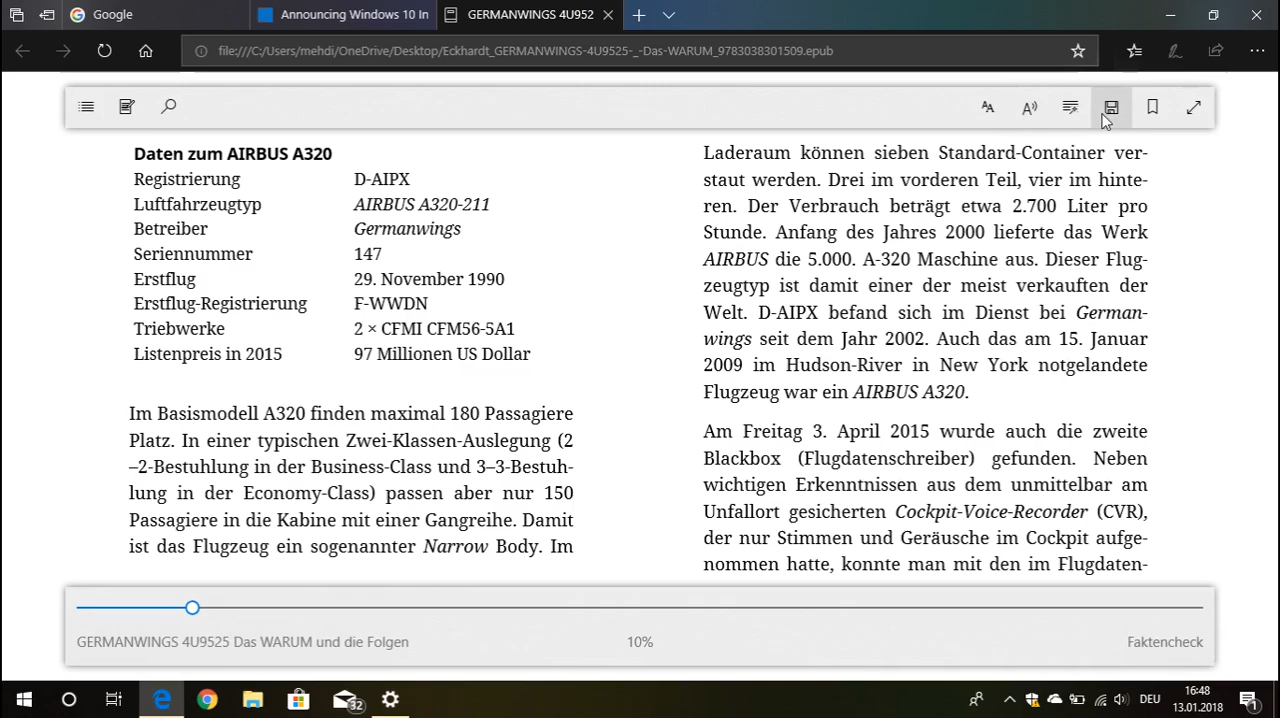 Google
Announcing Windows 10 In
GERMANWINGS 4U952
file:///C:/Users/mehdi/OneDrive/Desktop/Eckhardt_GERMANWINGS-4U9525-_-Das-WARUM_9783038301509.epub
Daten zum AIRBUS A320
Registrierung D-AIPX
Luftfahrzeugtyp AIRBUS A320-211
Betreiber Germanwings
Seriennummer 147
Erstflug 29. November 1990
Erstflug-Registrierung F-WWDN
Triebwerke 2 × CFMI CFM56-5A1
Listenpreis in 2015 97 Millionen US Dollar
Im Basismodell A320 finden maximal 180 Passagiere
Platz. In einer typischen Zwei-Klassen-Auslegung (2
–2-Bestuhlung in der Business-Class und 3–3-Bestuh-
lung in der Economy-Class) passen aber nur 150
Passagiere in die Kabine mit einer Gangreihe. Damit
ist das Flugzeug ein sogenannter Narrow Body. Im
Laderaum können sieben Standard-Container ver-
staut werden. Drei im vorderen Teil, vier im hinte-
ren. Der Verbrauch beträgt etwa 2.700 Liter pro
Stunde. Anfang des Jahres 2000 lieferte das Werk
AIRBUS die 5.000. A-320 Maschine aus. Dieser Flug-
zeugtyp ist damit einer der meist verkauften der
Welt. D-AIPX befand sich im Dienst bei German-
wings seit dem Jahr 2002. Auch das am 15. Januar
2009 im Hudson-River in New York notgelandete
Flugzeug war ein AIRBUS A320.
Am Freitag 3. April 2015 wurde auch die zweite
Blackbox (Flugdatenschreiber) gefunden. Neben
wichtigen Erkenntnissen aus dem unmittelbar am
Unfallort gesicherten Cockpit-Voice-Recorder (CVR),
der nur Stimmen und Geräusche im Cockpit aufge-
nommen hatte, konnte man mit den im Flugdaten-
GERMANWINGS 4U9525 Das WARUM und die Folgen
10%
Faktencheck
32
DEU
16:48
13.01.2018
1